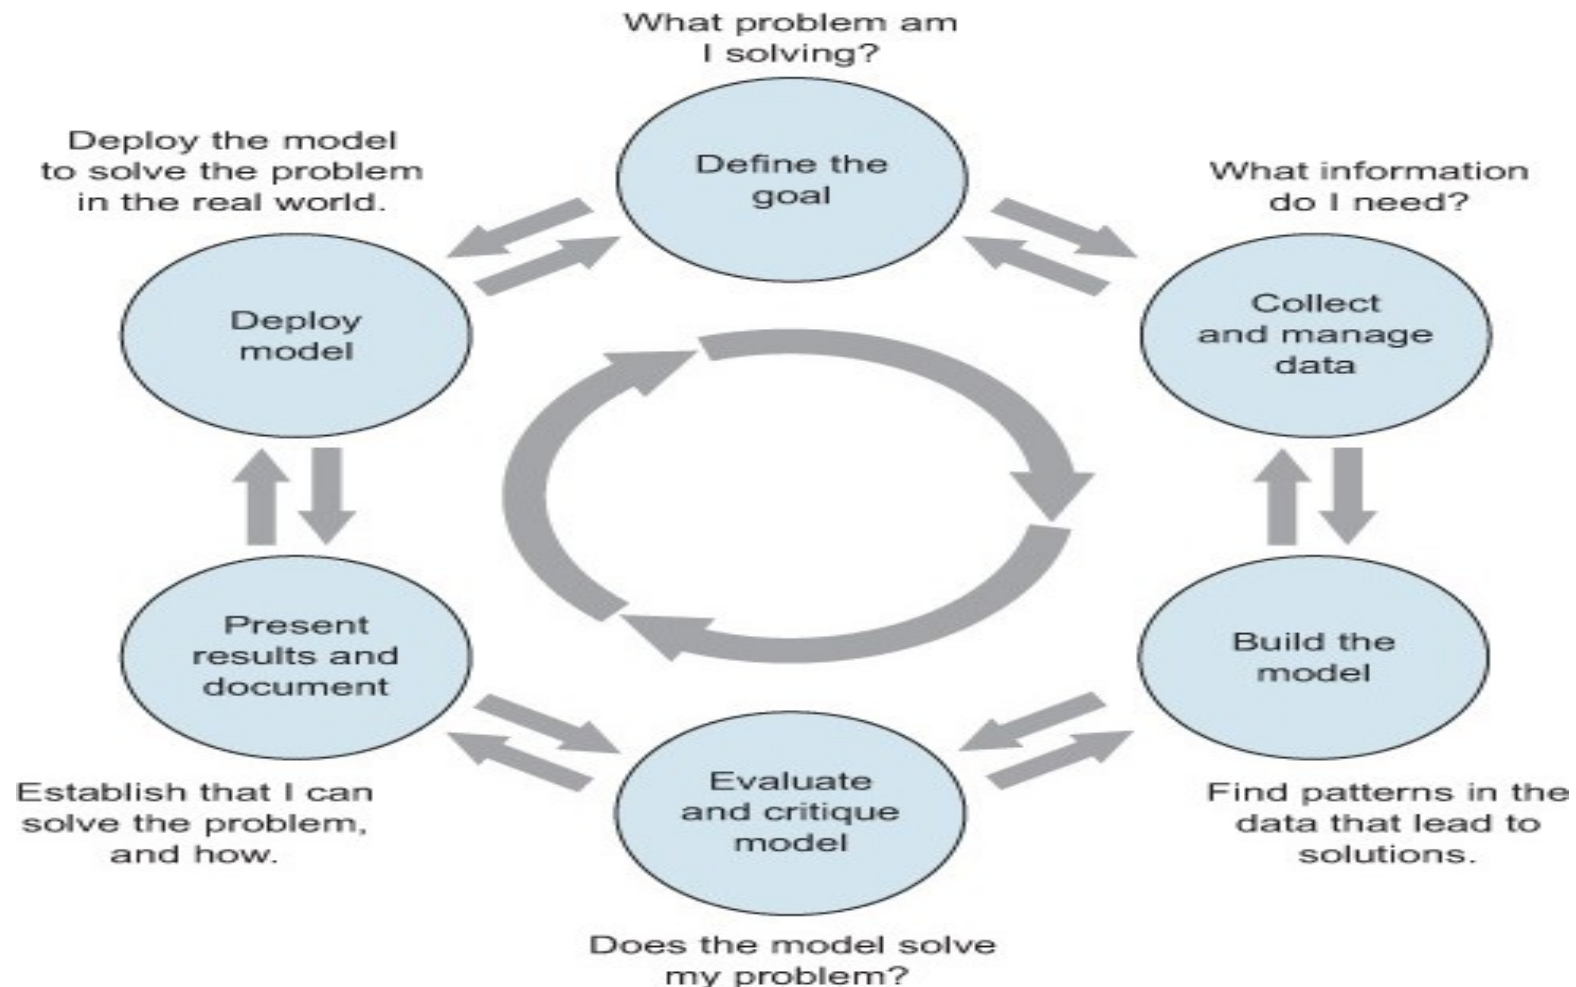 What problem am
I solving?
Define the
goal
What information
do I need?
Collect
and manage
data
Build the
model
Find patterns in the
data that lead to
solutions.
Evaluate
and critique
model
Does the model solve
my problem?
Present
results and
document
Establish that I can
solve the problem,
and how.
Deploy the model
to solve the problem
in the real world.
Deploy
model